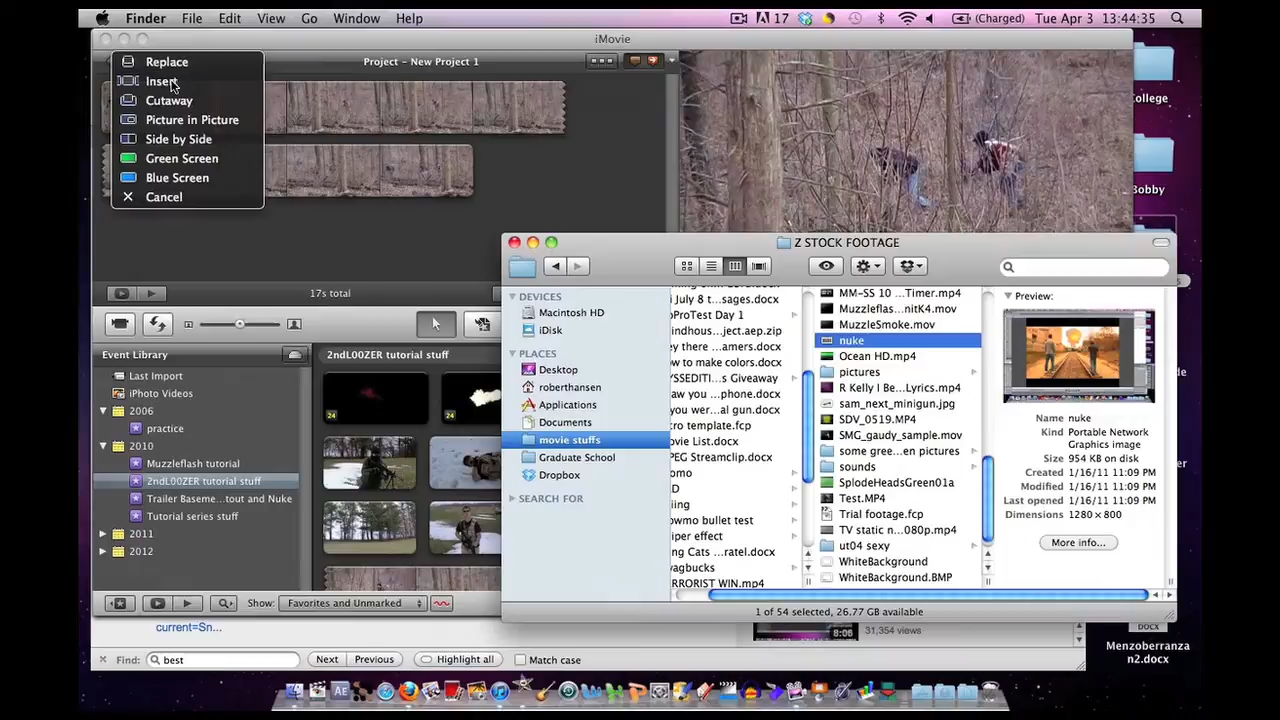 Finder File Edit View Go Window Help 17 (Charged) Tue Apr 3 13:44:35
iMovie
Project - New Project 1
Replace
Insert
Cutaway
Picture in Picture
Side by Side
Green Screen
Blue Screen
Cancel
17s total
Event Library
Last Import
iPhoto Videos
2006
practice
2010
Muzzleflash tutorial
2ndL00ZER tutorial stuff
Trailer Baseme...tout and Nuke
Tutorial series stuff
2011
2012
2ndL00ZER tutorial stuff
24
24
Show: Favorites and Unmarked
Z STOCK FOOTAGE
DEVICES
Macintosh HD
iDisk
PLACES
Desktop
roberthansen
Applications
Documents
movie stuffs
Graduate School
Dropbox
SEARCH FOR
i July 8 t...sages.docx
oProTest Day 1
indhous...ject.aep.zip
hey there ...amers.docx
ow to make colors.docx
YSSEDITI...s Giveaway
aw you w...phone.docx
you wer...al gun.docx
tro template.fcp
ovie List.docx
PEG Streamclip.docx
omo
D
iing
owmo bullet test
iper effect
ing Cats ...ratel.docx
vagbucks
ERRORIST WIN.mp4
MM-SS 10 ...Timer.mp4
Muzzleflas...nitK4.mov
MuzzleSmoke.mov
nuke
Ocean HD.mp4
pictures
R Kelly I Be...Lyrics.mp4
sam_next_minigun.jpg
SDV_0519.MP4
SMG_gaudy_sample.mov
some gree...en pictures
sounds
SplodeHeadsGreen01a
Test.MP4
Trial footage.fcp
TV static n...080p.mp4
ut04 sexy
WhiteBackground
WhiteBackground.BMP
Preview:
Name nuke
Kind Portable Network
Graphics image
Size 954 KB on disk
Created 1/16/11 11:09 PM
Modified 1/16/11 11:09 PM
Last opened 1/16/11 11:09 PM
Dimensions 1280 × 800
More info...
1 of 54 selected, 26.77 GB available
current=Sn...
8:06
31,354 views
Find: best Next Previous Highlight all Match case
College
Bobby
DOCX
Menzoberranza
n2.docx